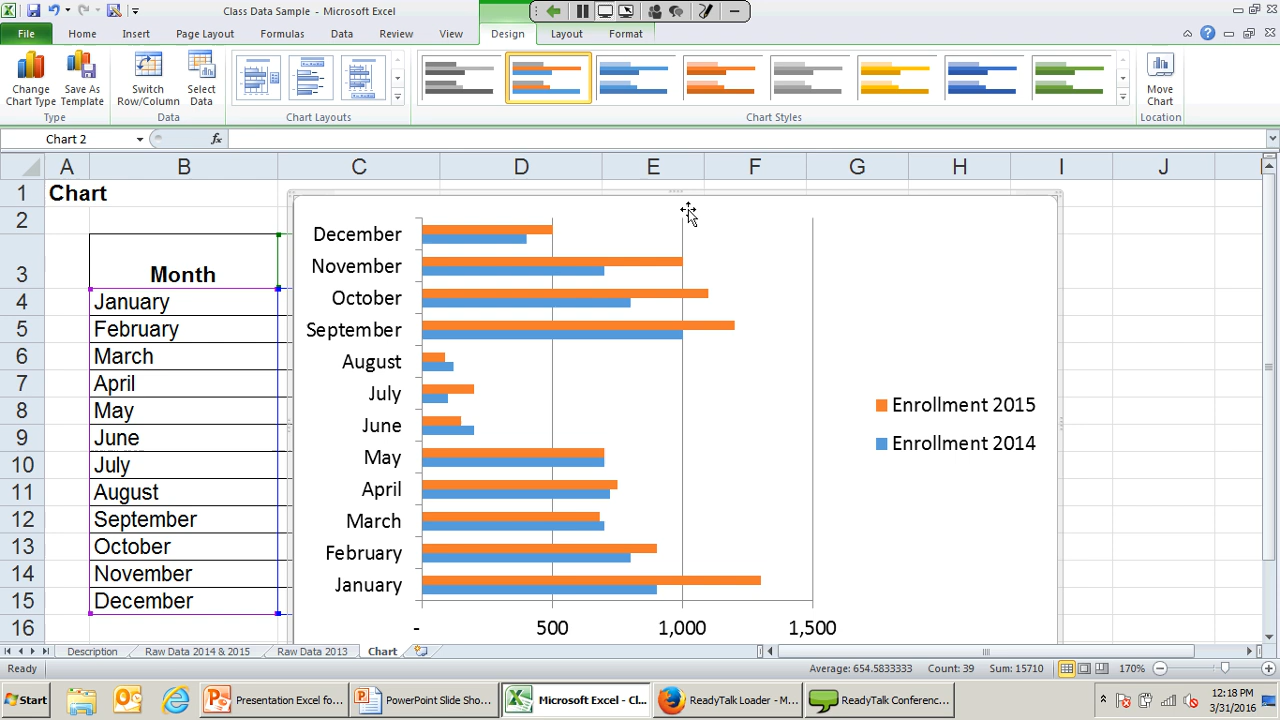 Class Data Sample - Microsoft Excel
File Home Insert Page Layout Formulas Data Review View Design Layout Format
Change Chart Type
Save As Template
Switch Row/Column
Select Data
Move Chart
Type Data Chart Layouts Chart Styles Location
Chart 2 fx
A B C D E F G H I J
1 Chart
2
3 Month
4 January
5 February
6 March
7 April
8 May
9 June
10 July
11 August
12 September
13 October
14 November
15 December
16
December
November
October
September
August
July
June
May
April
March
February
January
- 500 1,000 1,500
Enrollment 2015
Enrollment 2014
Description Raw Data 2014 & 2015 Raw Data 2013 Chart
Ready Average: 654.5833333 Count: 39 Sum: 15710 170%
Start Presentation Excel fo... PowerPoint Slide Sho... Microsoft Excel - Cl... ReadyTalk Loader - M... ReadyTalk Conferenc...
12:18 PM
3/31/2016